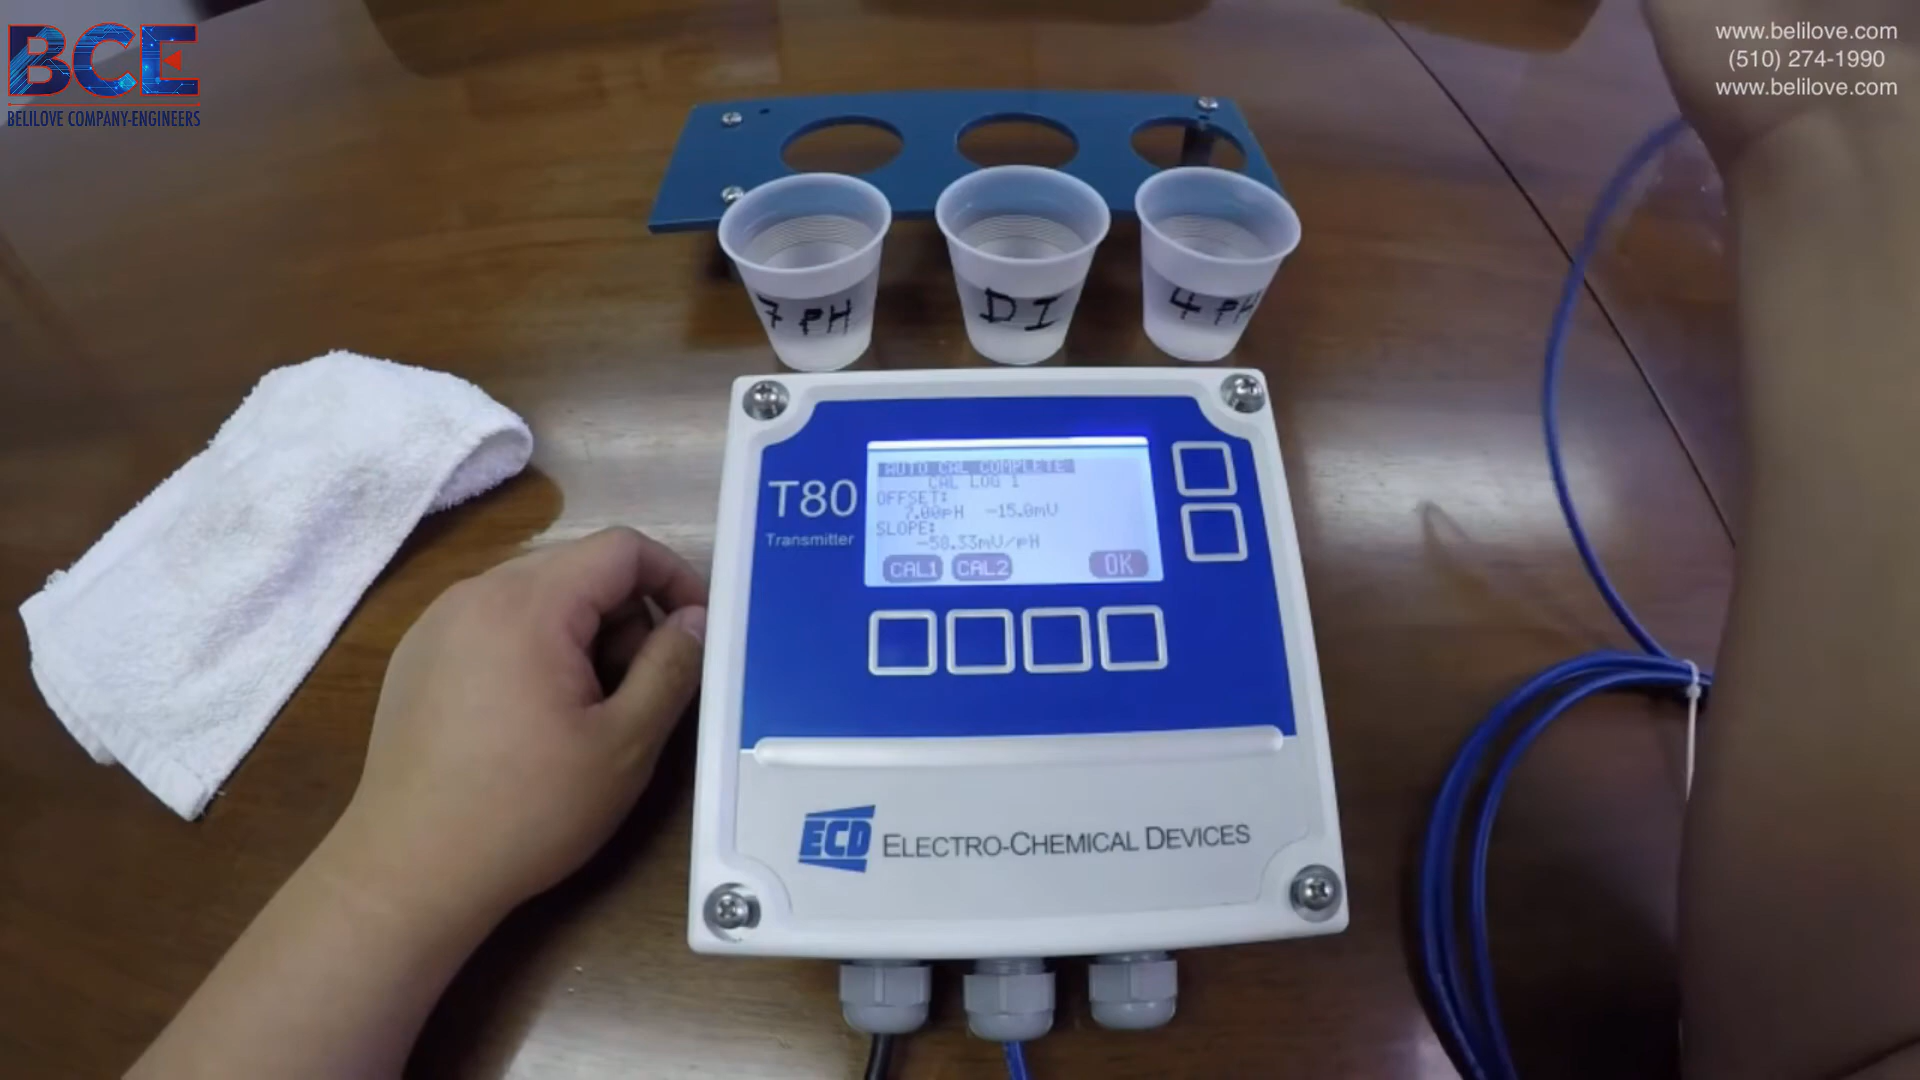 BCE
BELILOVE COMPANY-ENGINEERS
www.belilove.com
(510) 274-1990
www.belilove.com
7 PH
DI
4 PH
T80
Transmitter
AUTO CAL COMPLETE
CAL LOG 1
OFFSET:
7.00pH -15.0mV
SLOPE:
-58.33mV/pH
CAL1 CAL2 OK
ECD ELECTRO-CHEMICAL DEVICES